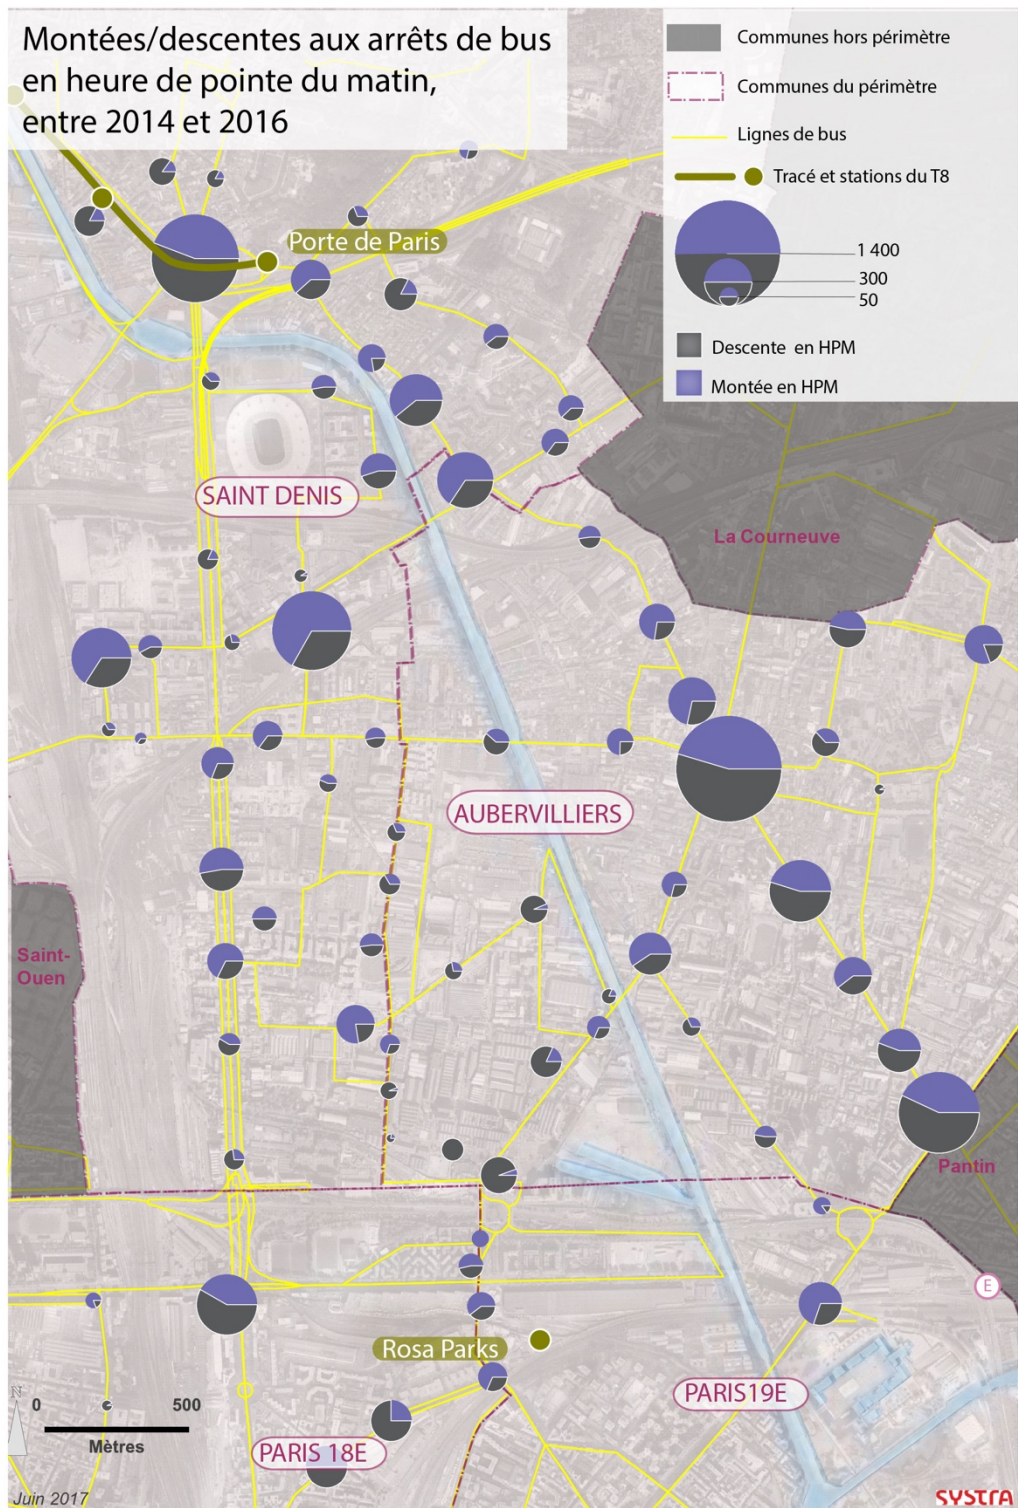 Montées/descentes aux arrêts de bus
en heure de pointe du matin,
entre 2014 et 2016
Communes hors périmètre
Communes du périmètre
Lignes de bus
Tracé et stations du T8
1 400
300
50
Descente en HPM
Montée en HPM
Porte de Paris
SAINT DENIS
La Courneuve
AUBERVILLIERS
Saint-
Ouen
Pantin
E
Rosa Parks
PARIS19E
PARIS 18E
N
0 500
Mètres
Juin 2017
SYSTRA